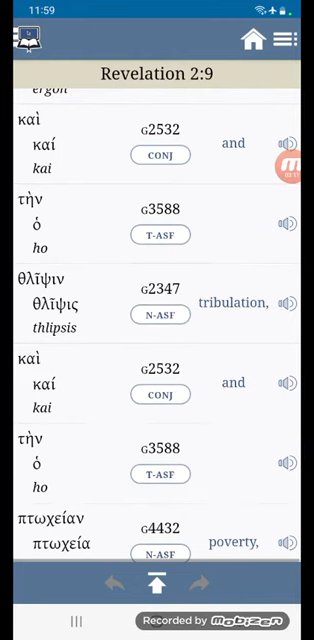 11:59
Revelation 2:9
ergon
καὶ
καί
kai
G2532
CONJ
and
τὴν
ὁ
ho
G3588
T-ASF
θλῖψιν
θλῖψις
thlipsis
G2347
N-ASF
tribulation,
καὶ
καί
kai
G2532
CONJ
and
τὴν
ὁ
ho
G3588
T-ASF
πτωχείαν
πτωχεία
G4432
N-ASF
poverty,
Recorded by mobizen